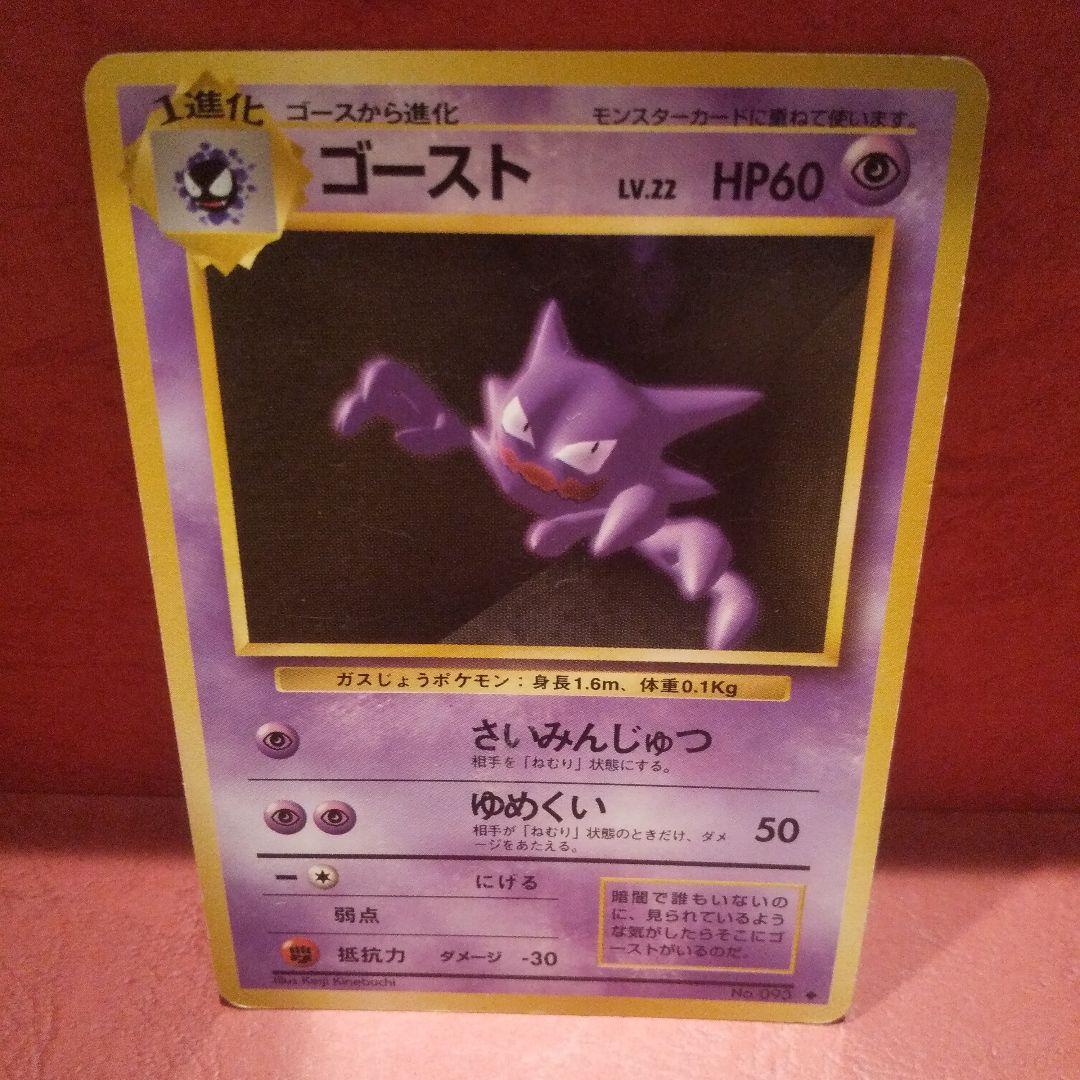 1進化 ゴースから進化 モンスターカードに重ねて使います。
ゴースト LV.22 HP60
ガスじょうポケモン:身長1.6m、体重0.1Kg
さいみんじゅつ
相手を「ねむり」状態にする。
ゆめくい
相手が「ねむり」状態のときだけ、ダメ
ージをあたえる。
50
ー にげる
弱点
抵抗力 ダメージ -30
暗闇で誰もいないの
に、見られているよう
な気がしたらそこにゴ
ーストがいるのだ。
Illus Keiji Kinebuchi
No 093